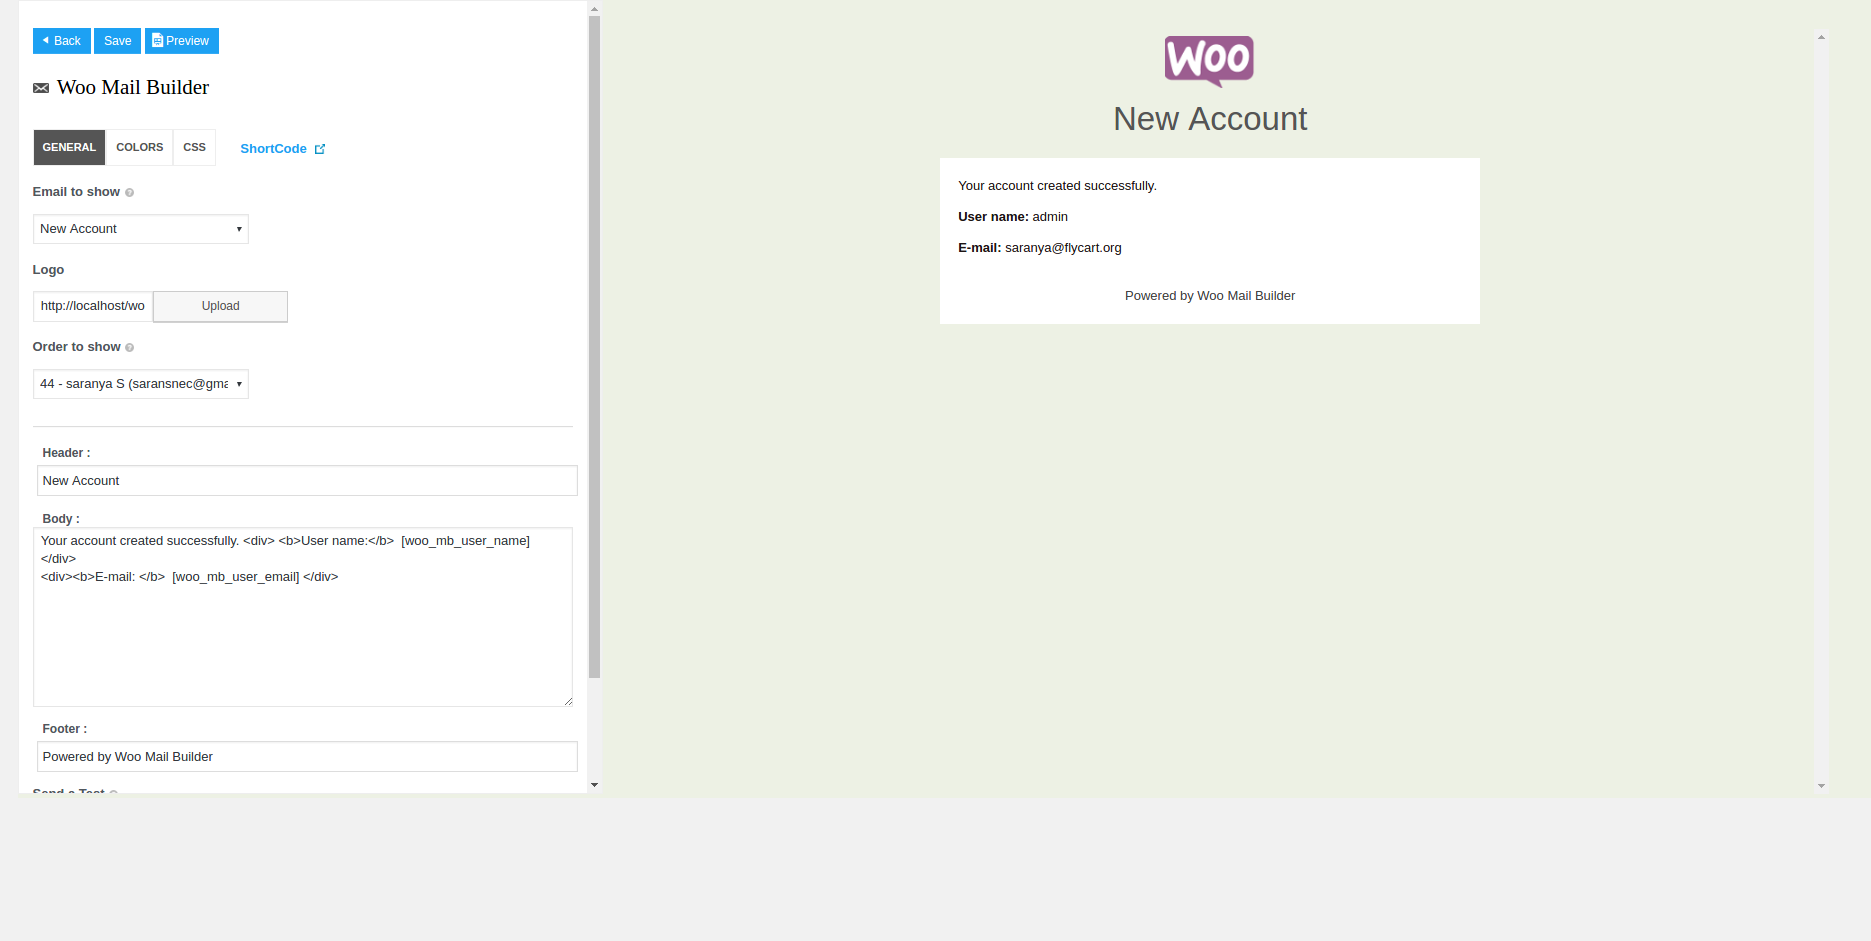 Back Save Preview
Woo Mail Builder
GENERAL COLORS CSS ShortCode
Email to show
New Account
Logo
http://localhost/wo Upload
Order to show
44 - saranya S (saransnec@gma
Header :
New Account
Body :
Your account created successfully. <div> <b>User name:</b>  [woo_mb_user_name]
</div>
<div><b>E-mail: </b>  [woo_mb_user_email] </div>
Footer :
Powered by Woo Mail Builder
Send a Test
Woo
New Account
Your account created successfully.
User name: admin
E-mail: saranya@flycart.org
Powered by Woo Mail Builder